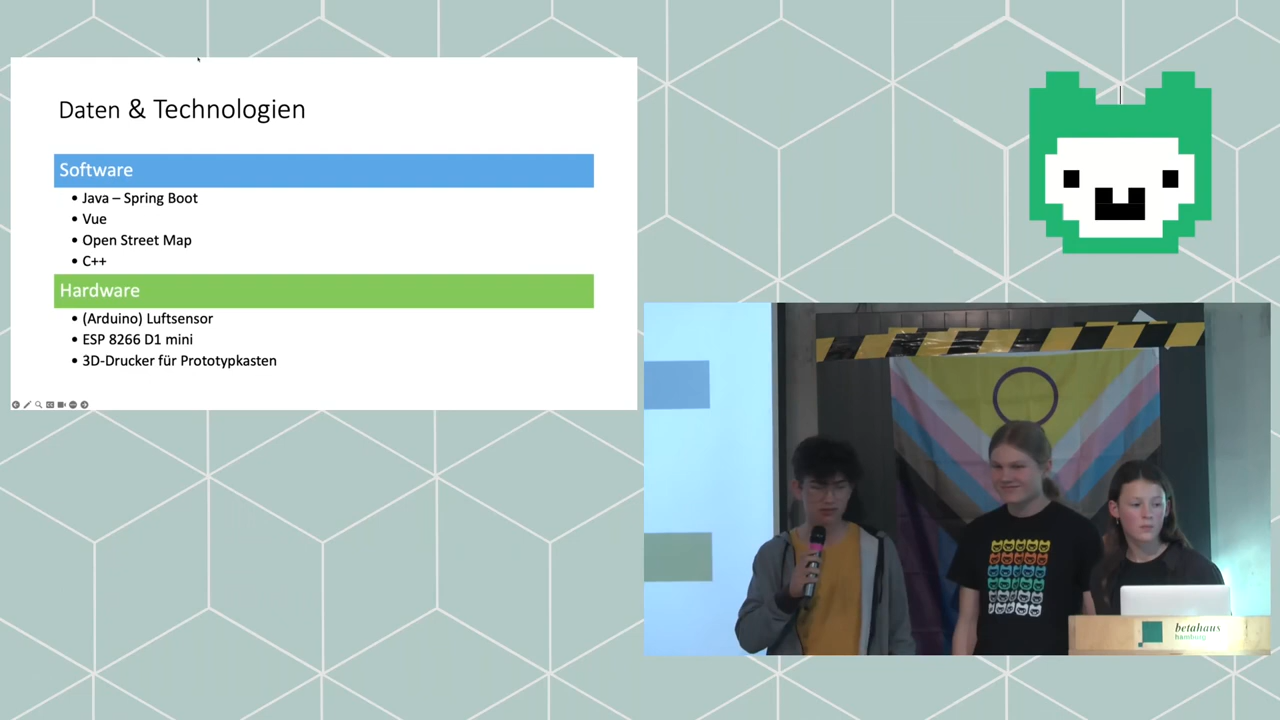 Daten & Technologien
Software
• Java – Spring Boot
• Vue
• Open Street Map
• C++
Hardware
• (Arduino) Luftsensor
• ESP 8266 D1 mini
• 3D-Drucker für Prototypkasten
betahaus
hamburg